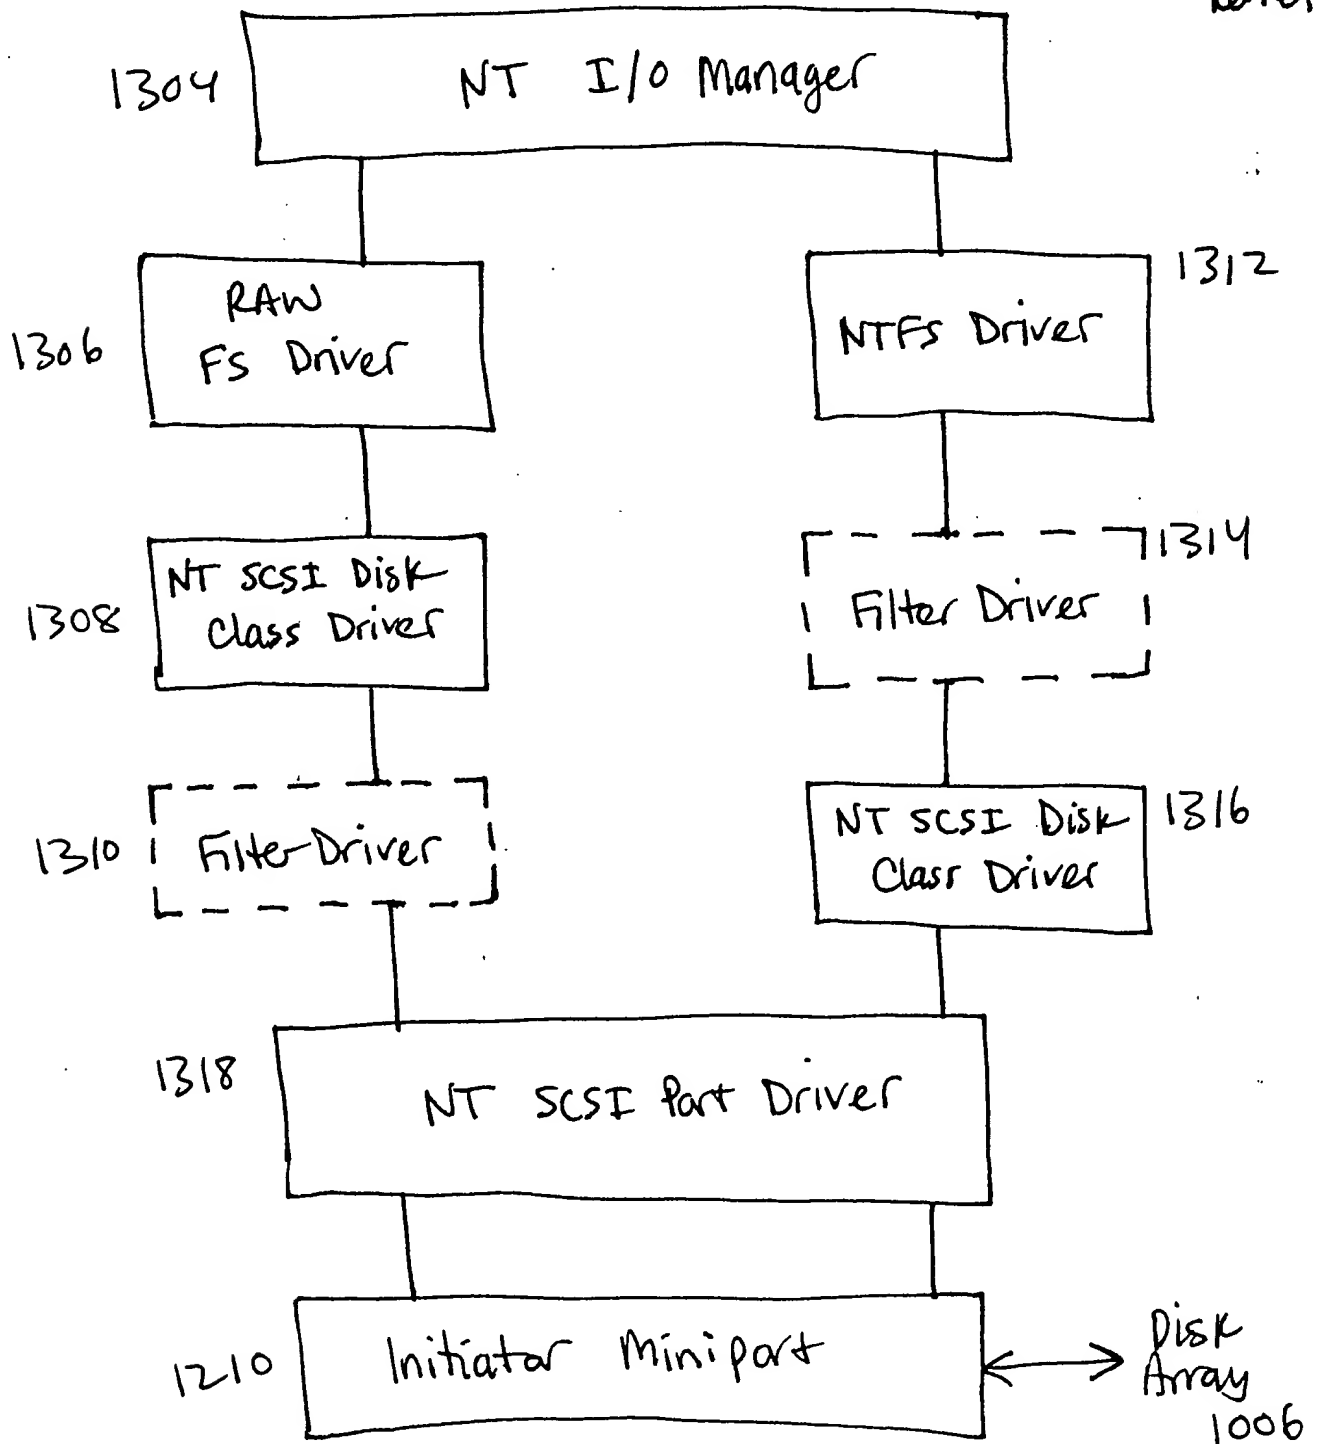 1304
NT I/O Manager
1306
RAW
FS Driver
1312
NTFS Driver
1308
NT SCSI Disk
Class Driver
1314
Filter Driver
1310
Filter Driver
1316
NT SCSI Disk
Class Driver
1318
NT SCSI Port Driver
1210
Initiator Miniport
Disk
Array
1006